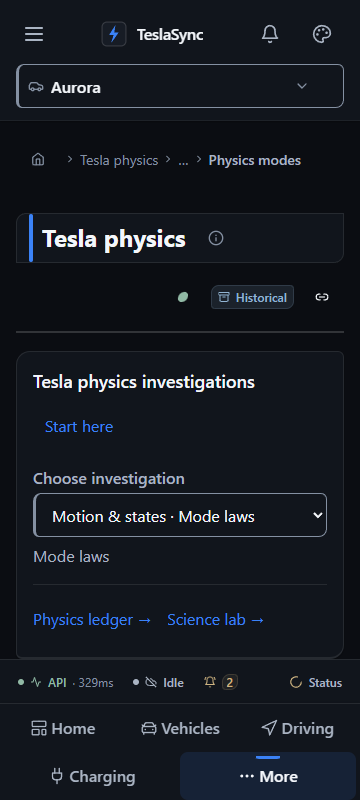 TeslaSync
Aurora
Tesla physics
...
Physics modes
Tesla physics
Historical
Tesla physics investigations
Start here
Choose investigation
Motion & states · Mode laws
Mode laws
Physics ledger → Science lab →
API · 329ms Idle 2 Status
Home Vehicles Driving
Charging ··· More